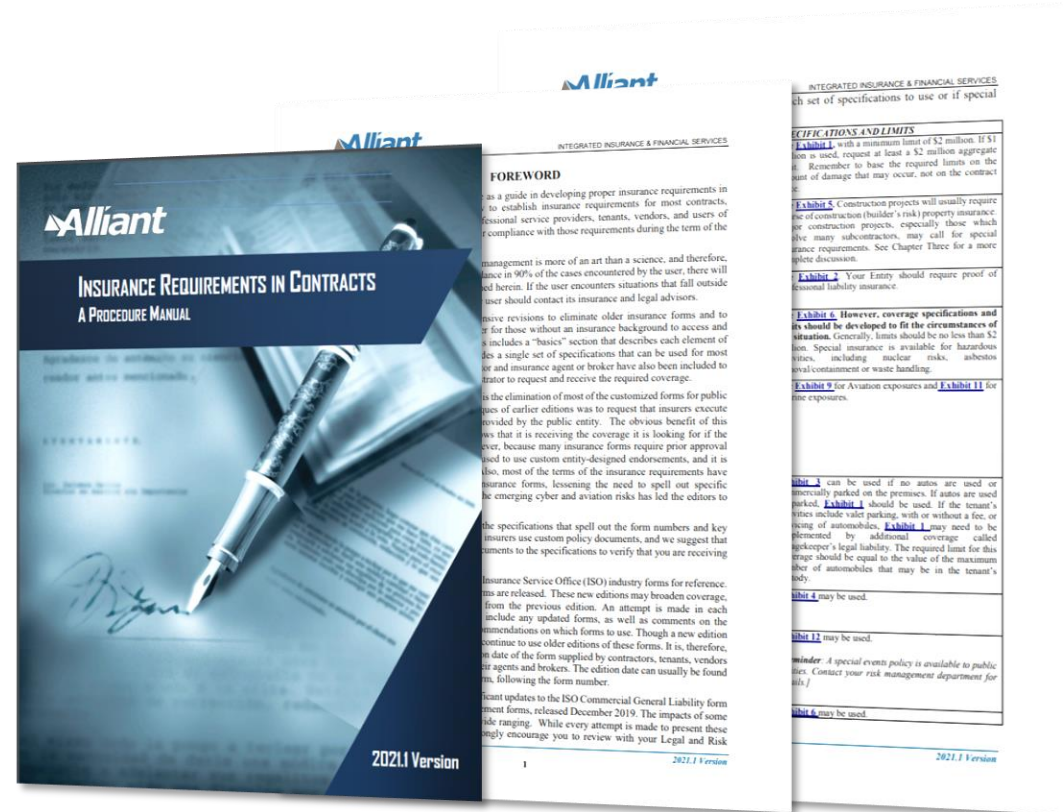 Alliant
INSURANCE REQUIREMENTS IN CONTRACTS
A PROCEDURE MANUAL
2021.1 Version
Alliant
INTEGRATED INSURANCE & FINANCIAL SERVICES
FOREWORD
as a guide in developing proper insurance requirements in
to establish insurance requirements for most contracts,
professional service providers, tenants, vendors, and users of
r compliance with those requirements during the term of the
management is more of an art than a science, and therefore,
dance in 90% of the cases encountered by the user, there will
ned herein. If the user encounters situations that fall outside
user should contact its insurance and legal advisors.
nsive revisions to eliminate older insurance forms and to
er for those without an insurance background to access and
s includes a "basics" section that describes each element of
des a single set of specifications that can be used for most
or and insurance agent or broker have also been included to
trator to request and receive the required coverage.
is the elimination of most of the customized forms for public
ques of earlier editions was to request that insurers execute
rovided by the public entity. The obvious benefit of this
ws that it is receiving the coverage it is looking for if the
ever, because many insurance forms require prior approval
used to use custom entity-designed endorsements, and it is
Also, most of the terms of the insurance requirements have
nsurance forms, lessening the need to spell out specific
he emerging cyber and aviation risks has led the editors to
the specifications that spell out the form numbers and key
insurers use custom policy documents, and we suggest that
cuments to the specifications to verify that you are receiving
Insurance Service Office (ISO) industry forms for reference.
ms are released. These new editions may broaden coverage,
from the previous edition. An attempt is made in each
include any updated forms, as well as comments on the
ommendations on which forms to use. Though a new edition
continue to use older editions of these forms. It is, therefore,
on date of the form supplied by contractors, tenants, vendors
eir agents and brokers. The edition date can usually be found
rm, following the form number.
ficant updates to the ISO Commercial General Liability form
ement forms, released December 2019. The impacts of some
vide ranging. While every attempt is made to present these
ongly encourage you to review with your Legal and Risk
1
2021.1 Version
Alliant
INTEGRATED INSURANCE & FINANCIAL SERVICES
ch set of specifications to use or if special
ECIFICATIONS AND LIMITS
Exhibit 1, with a minimum limit of $2 million. If $1
lion is used, request at least a $2 million aggregate
it. Remember to base the required limits on the
ount of damage that may occur, not on the contract
e.
Exhibit 5. Construction projects will usually require
rse of construction (builder's risk) property insurance.
jor construction projects, especially those which
olve many subcontractors, may call for special
urance requirements. See Chapter Three for a more
mplete discussion.
Exhibit 2. Your Entity should require proof of
fessional liability insurance.
Exhibit 6. However, coverage specifications and
its should be developed to fit the circumstances of
situation. Generally, limits should be no less than $2
lion. Special insurance is available for hazardous
ivities, including nuclear risks, asbestos
oval/containment or waste handling.
Exhibit 9 for Aviation exposures and Exhibit 11 for
rine exposures.
hibit 3 can be used if no autos are used or
mmercially parked on the premises. If autos are used
parked, Exhibit 1 should be used. If the tenant's
vities include valet parking, with or without a fee, or
vicing of automobiles, Exhibit 1 may need to be
plemented by additional coverage called
agekeeper's legal liability. The required limit for this
erage should be equal to the value of the maximum
mber of automobiles that may be in the tenant's
tody.
hibit 4 may be used.
hibit 12 may be used.
minder: A special events policy is available to public
ties. Contact your risk management department for
ails.]
hibit 6 may be used.
2021.1 Version